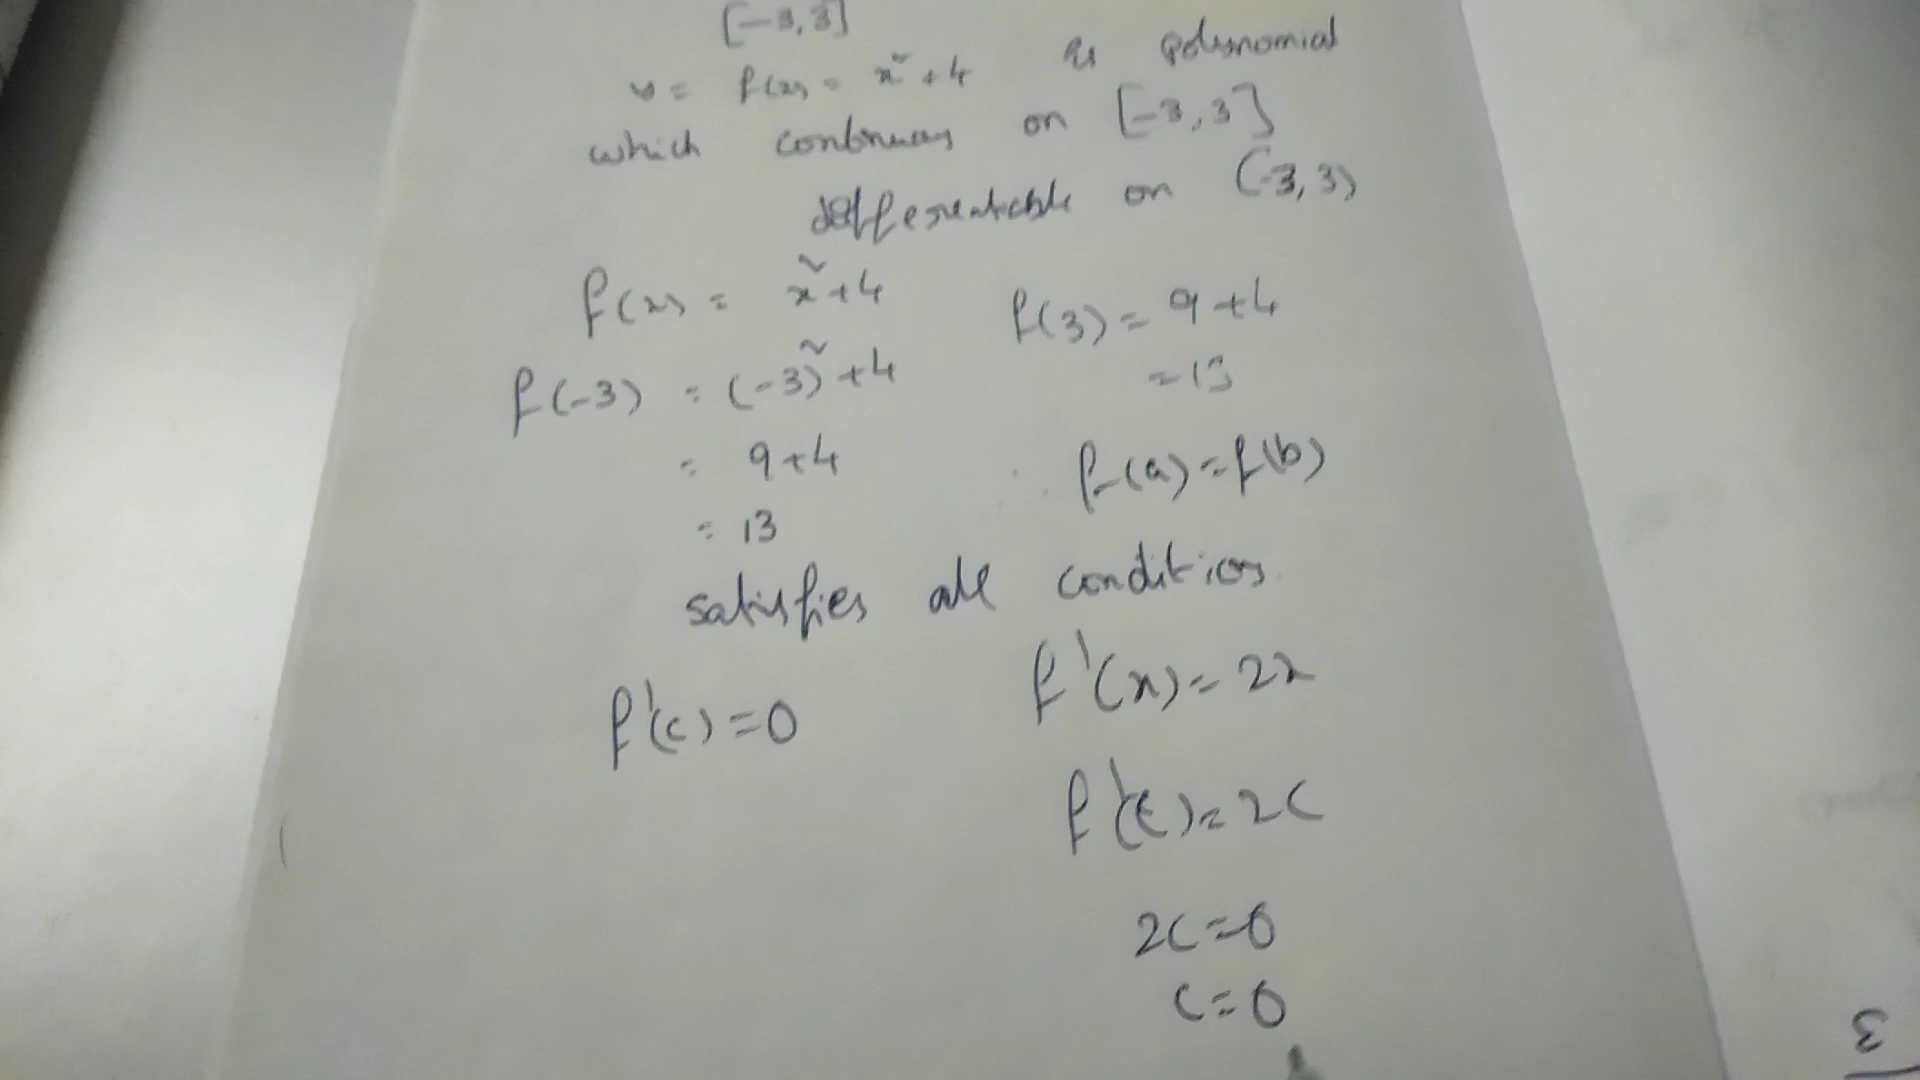 [-3,3]
y = f(x) = x² + 4 is polynomial
which continuous on [-3,3]
differentiable on (-3,3)
f(x) = x² + 4
f(3) = 9 + 4
= 13
f(-3) = (-3)² + 4
= 9 + 4
= 13
f(a) = f(b)
satisfies all conditions
f'(c) = 0
f'(x) = 2x
f'(c) = 2c
2c = 0
c = 0